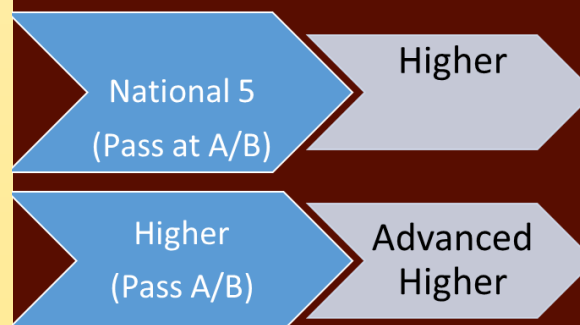 National 5
(Pass at A/B)
Higher
Higher
(Pass A/B)
Advanced
Higher